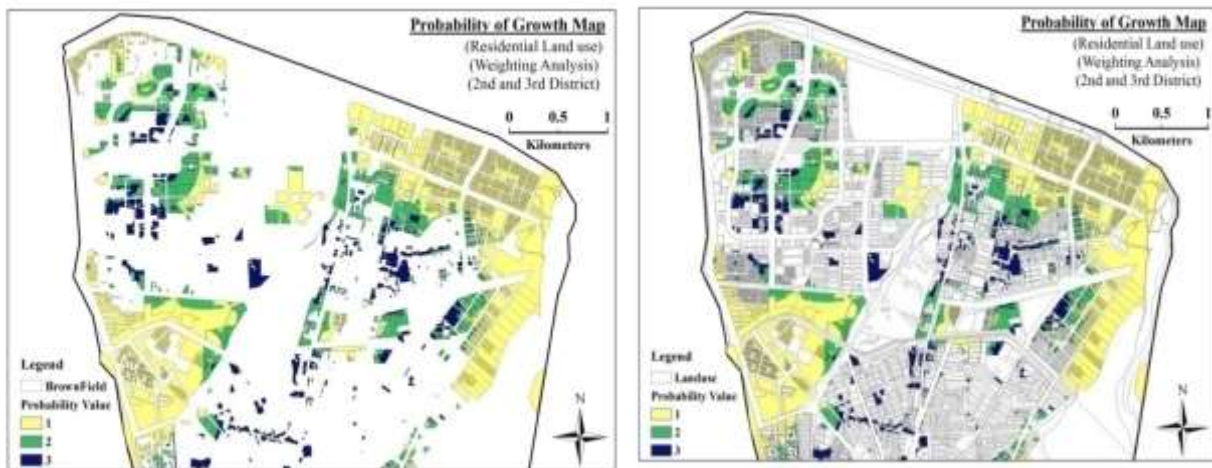 Probability of Growth Map
(Residential Land use)
(Weighting Analysis)
(2nd and 3rd District)
0 0.5 1
Kilometers
Legend
BrownField
Probability Value
1
2
3
N
Probability of Growth Map
(Residential Land use)
(Weighting Analysis)
(2nd and 3rd District)
0 0.5 1
Kilometers
Legend
Landuse
Probability Value
1
2
3
N